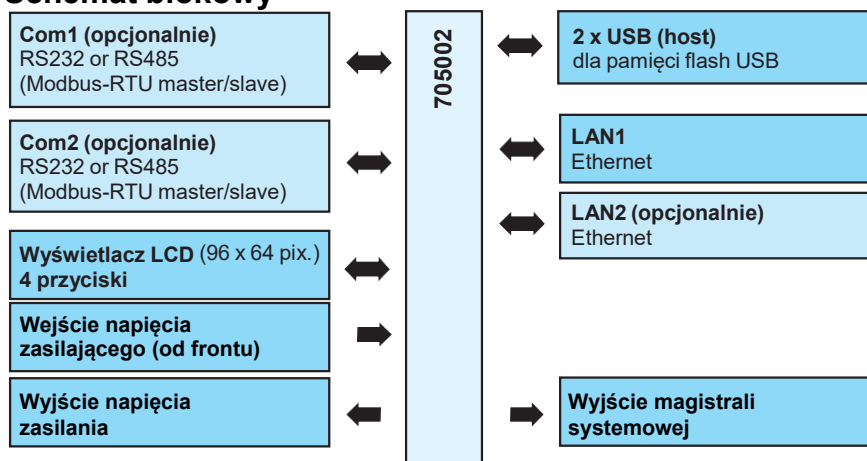 Schemat blokowy
Com1 (opcjonalnie)
RS232 or RS485
(Modbus-RTU master/slave)
Com2 (opcjonalnie)
RS232 or RS485
(Modbus-RTU master/slave)
Wyświetlacz LCD (96 x 64 pix.)
4 przyciski
Wejście napięcia
zasilającego (od frontu)
Wyjście napięcia
zasilania
705002
2 x USB (host)
dla pamięci flash USB
LAN1
Ethernet
LAN2 (opcjonalnie)
Ethernet
Wyjście magistrali
systemowej